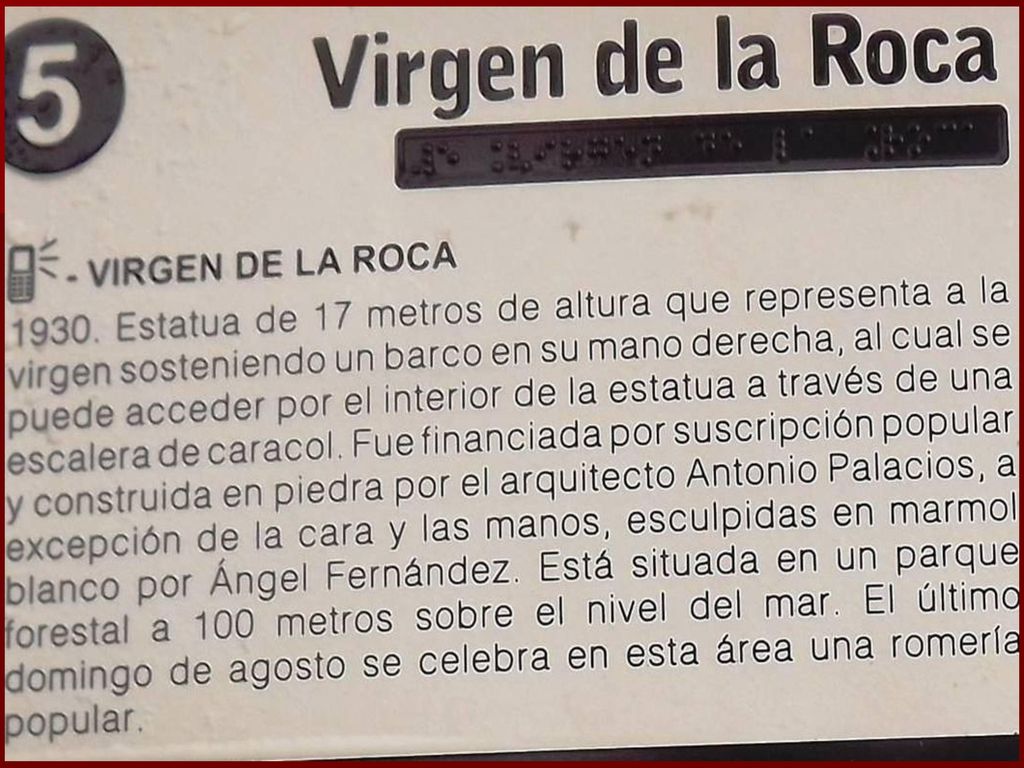 5
Virgen de la Roca
- VIRGEN DE LA ROCA
1930. Estatua de 17 metros de altura que representa a la
virgen sosteniendo un barco en su mano derecha, al cual se
puede acceder por el interior de la estatua a través de una
escalera de caracol. Fue financiada por suscripción popular
y construida en piedra por el arquitecto Antonio Palacios, a
excepción de la cara y las manos, esculpidas en marmol
blanco por Ángel Fernández. Está situada en un parque
forestal a 100 metros sobre el nivel del mar. El último
domingo de agosto se celebra en esta área una romería
popular.